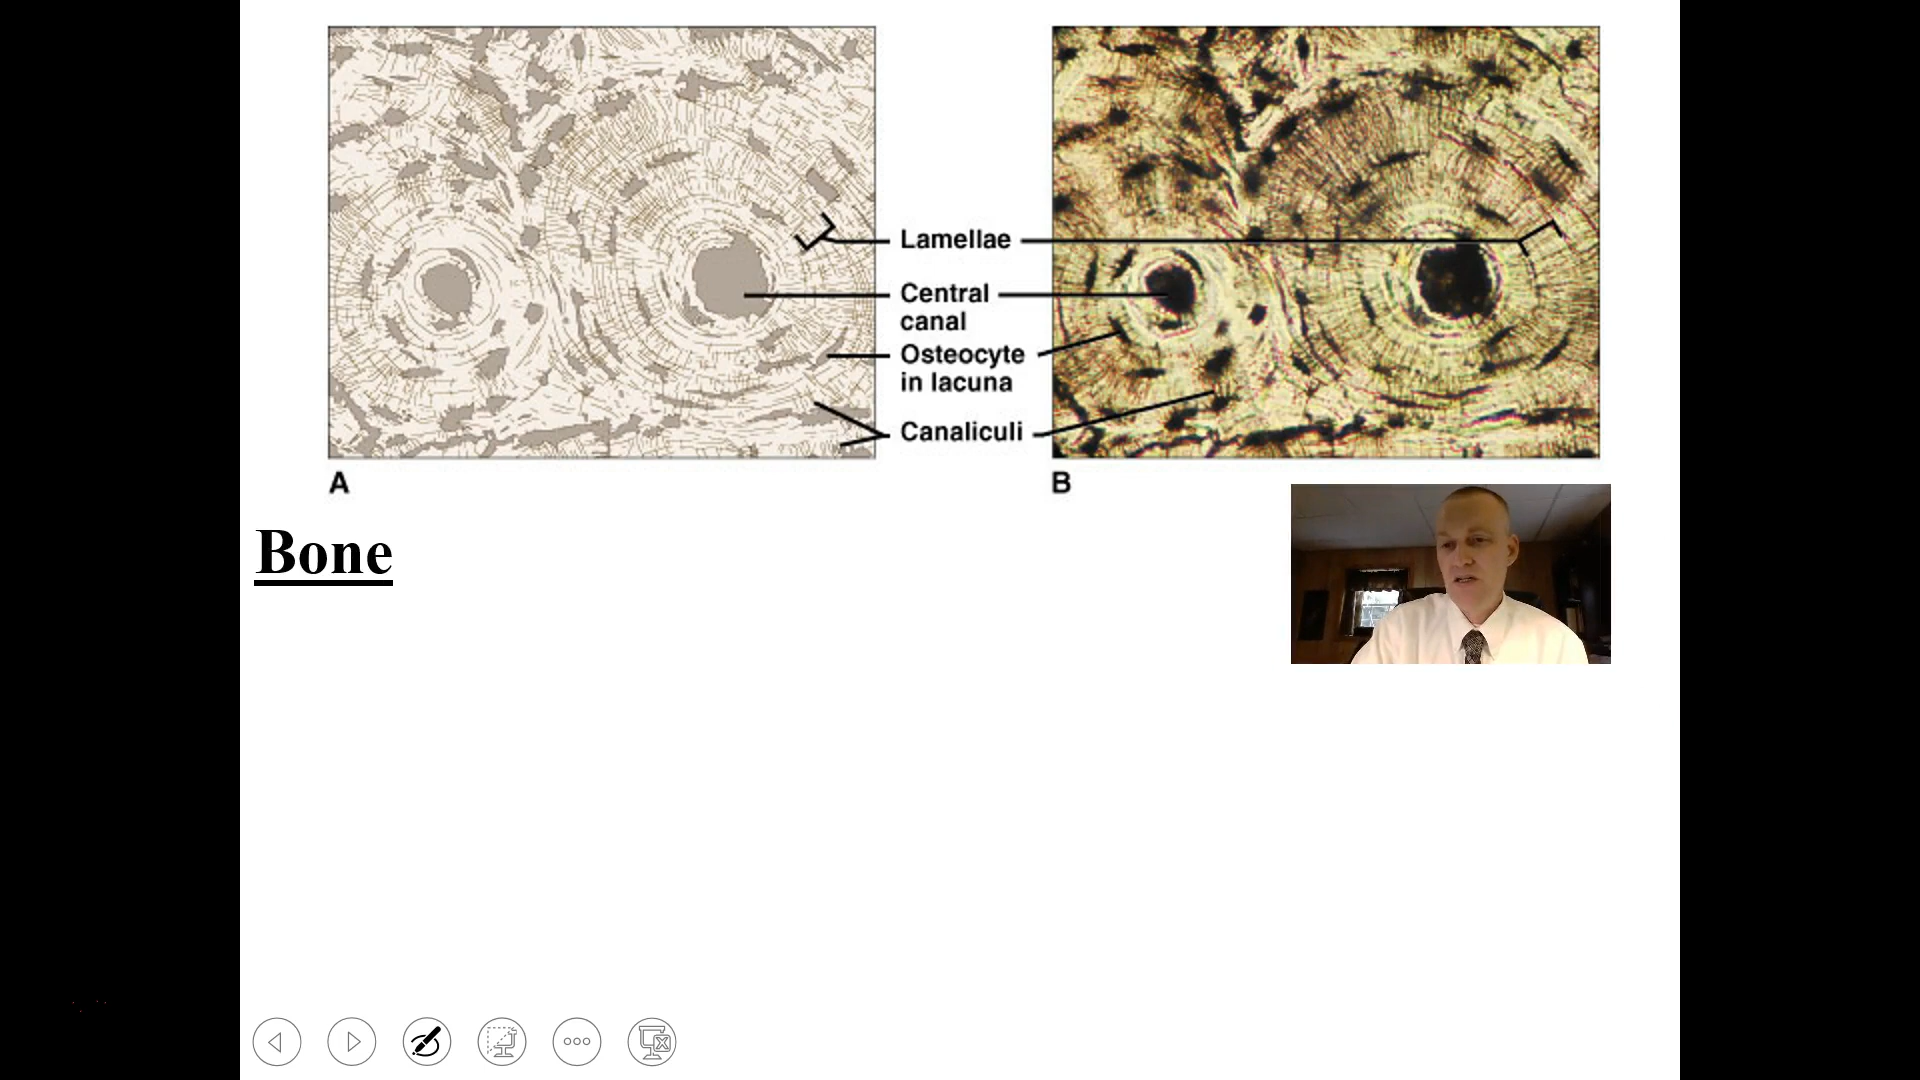 Lamellae
Central
canal
Osteocyte
in lacuna
Canaliculi
A
B
Bone